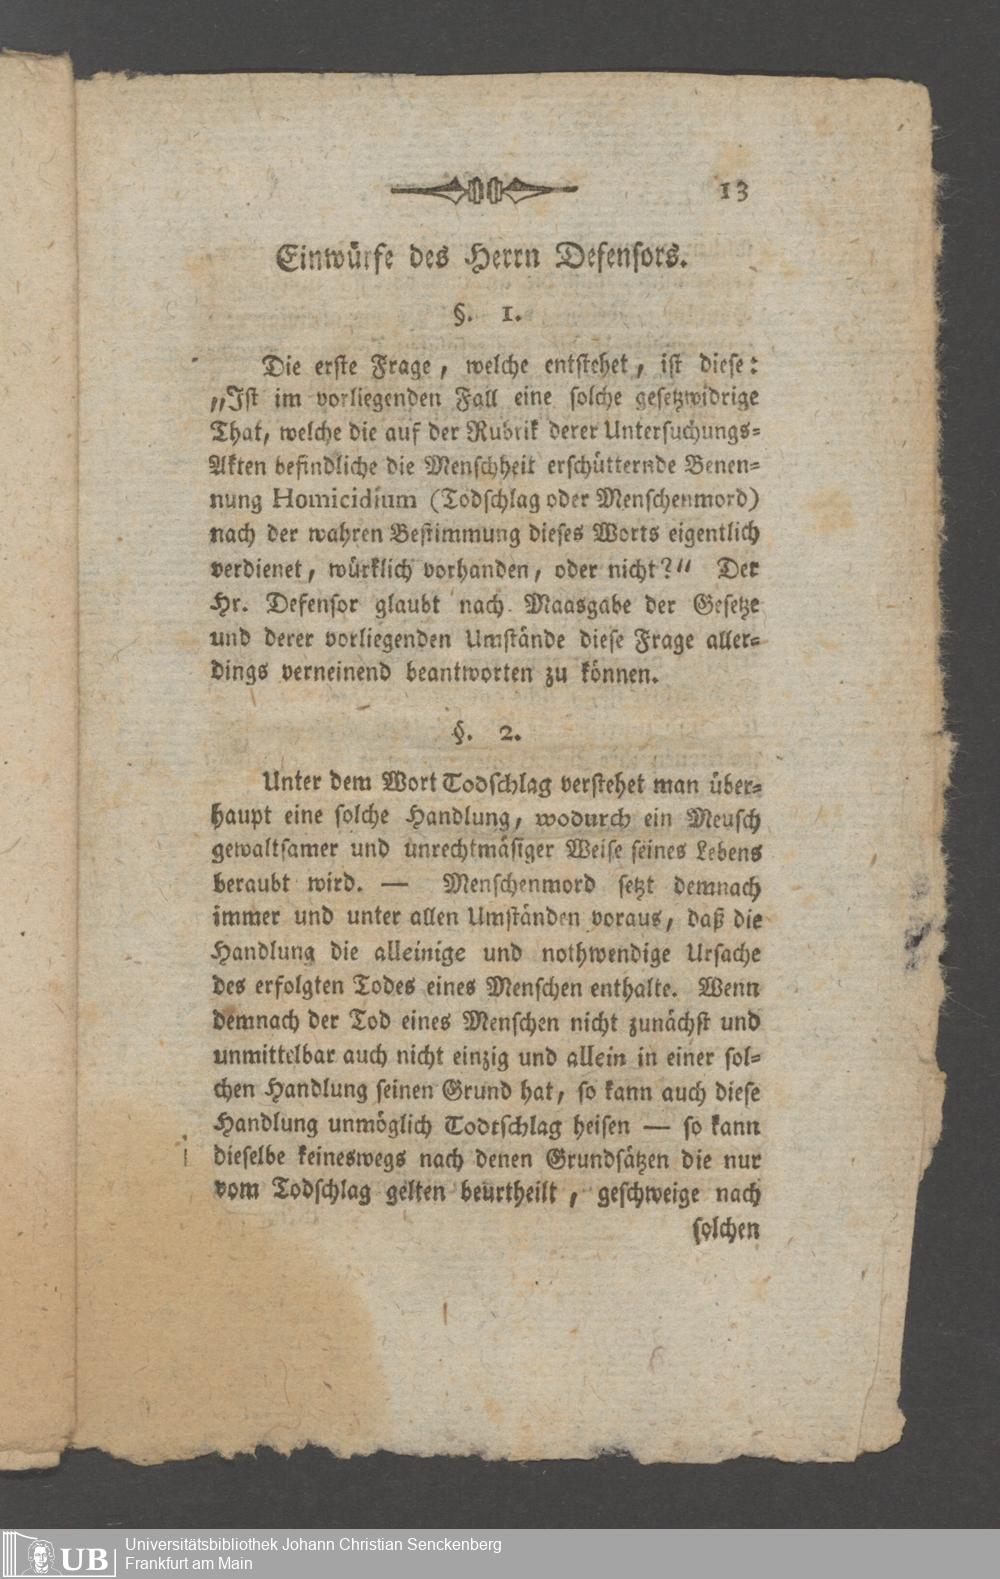 13
Einwürfe des Herrn Defensors.
§. 1.
Die erste Frage, welche entstehet, ist diese:
„Ist im vorliegenden Fall eine solche gesetzwidrige
That, welche die auf der Rubrik derer Untersuchungs-
Akten befindliche die Menschheit erschütternde Benen-
nung Homicidium (Todschlag oder Menschenmord)
nach der wahren Bestimmung dieses Worts eigentlich
verdienet, würklich vorhanden, oder nicht?“ Der
Hr. Defensor glaubt nach Maasgabe der Gesetze
und derer vorliegenden Umstände diese Frage aller-
dings verneinend beantworten zu können.
§. 2.
Unter dem Wort Todschlag verstehet man über-
haupt eine solche Handlung, wodurch ein Meusch
gewaltsamer und unrechtmäsiger Weise seines Lebens
beraubt wird. — Menschenmord setzt demnach
immer und unter allen Umständen voraus, daß die
Handlung die alleinige und nothwendige Ursache
des erfolgten Todes eines Menschen enthalte. Wenn
demnach der Tod eines Menschen nicht zunächst und
unmittelbar auch nicht einzig und allein in einer sol-
chen Handlung seinen Grund hat, so kann auch diese
Handlung unmöglich Todtschlag heisen — so kann
dieselbe keineswegs nach denen Grundsätzen die nur
vom Todschlag gelten beurtheilt, geschweige nach
solchen
UB
Universitätsbibliothek Johann Christian Senckenberg
Frankfurt am Main